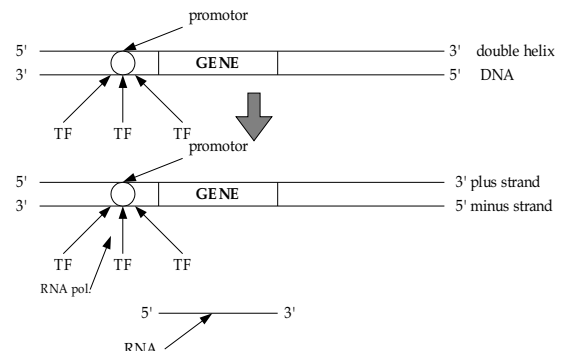 promotor
5' 3' double helix
GENE
3' 5' DNA
TF TF TF
promotor
5' 3' plus strand
GENE
3' 5' minus strand
TF TF TF
RNA pol.
5' 3'
RNA